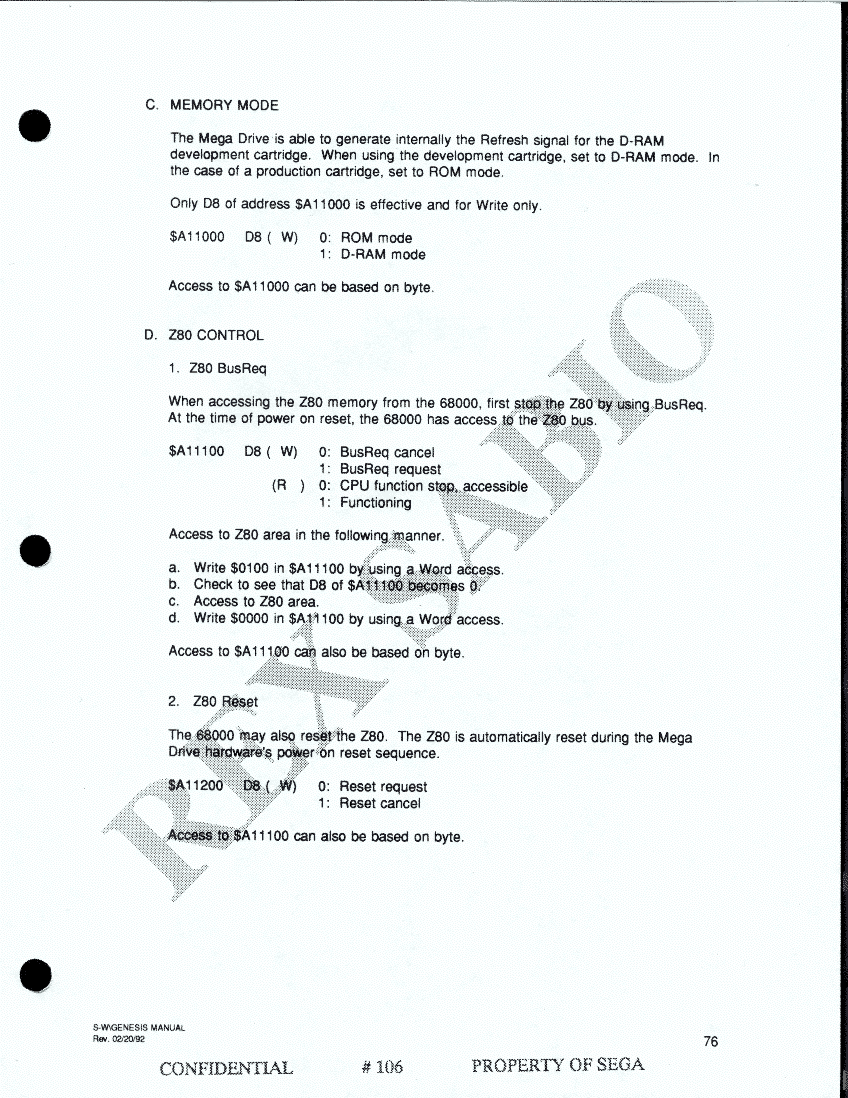 C. MEMORY MODE
The Mega Drive is able to generate internally the Refresh signal for the D-RAM
development cartridge. When using the development cartridge, set to D-RAM mode. In
the case of a production cartridge, set to ROM mode.
Only D8 of address $A11000 is effective and for Write only.
$A11000 D8 ( W) 0: ROM mode
1: D-RAM mode
Access to $A11000 can be based on byte.
D. Z80 CONTROL
1. Z80 BusReq
When accessing the Z80 memory from the 68000, first stop the Z80 by using BusReq.
At the time of power on reset, the 68000 has access to the Z80 bus.
$A11100 D8 ( W) 0: BusReq cancel
1: BusReq request
(R ) 0: CPU function stop, accessible
1: Functioning
Access to Z80 area in the following manner.
a. Write $0100 in $A11100 by using a Word access.
b. Check to see that D8 of $A11100 becomes 0.
c. Access to Z80 area.
d. Write $0000 in $A11100 by using a Word access.
Access to $A11100 can also be based on byte.
2. Z80 Reset
The 68000 may also reset the Z80. The Z80 is automatically reset during the Mega
Drive hardware's power on reset sequence.
$A11200 D8 ( W) 0: Reset request
1: Reset cancel
Access to $A11100 can also be based on byte.
REX SABIO
S-W\GENESIS MANUAL
Rev. 02/20/92
76
CONFIDENTIAL # 106 PROPERTY OF SEGA